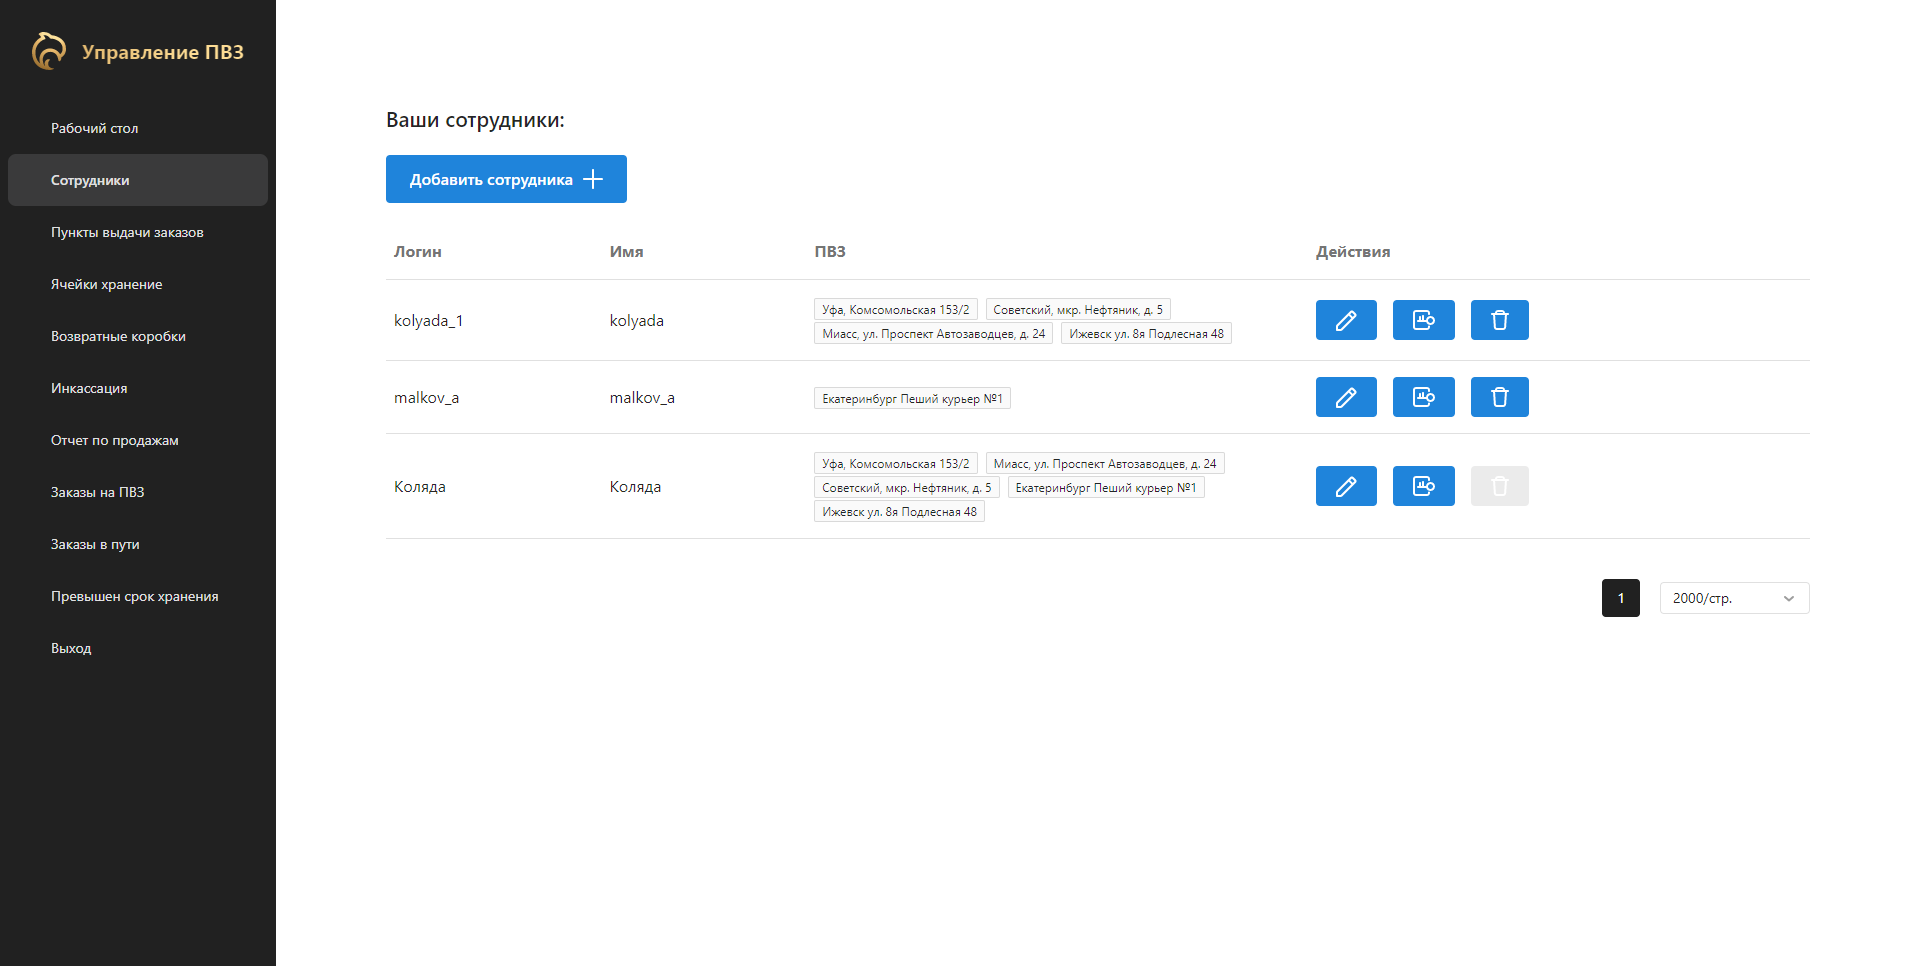 Управление ПВЗ
Рабочий стол
Сотрудники
Пункты выдачи заказов
Ячейки хранение
Возвратные коробки
Инкассация
Отчет по продажам
Заказы на ПВЗ
Заказы в пути
Превышен срок хранения
Выход
Ваши сотрудники:
Добавить сотрудника
Логин Имя ПВЗ Действия
kolyada_1 kolyada
Уфа, Комсомольская 153/2 Советский, мкр. Нефтяник, д. 5
Миасс, ул. Проспект Автозаводцев, д. 24 Ижевск ул. 8я Подлесная 48
malkov_a malkov_a Екатеринбург Пеший курьер №1
Коляда Коляда
Уфа, Комсомольская 153/2 Миасс, ул. Проспект Автозаводцев, д. 24
Советский, мкр. Нефтяник, д. 5 Екатеринбург Пеший курьер №1
Ижевск ул. 8я Подлесная 48
1 2000/стр.